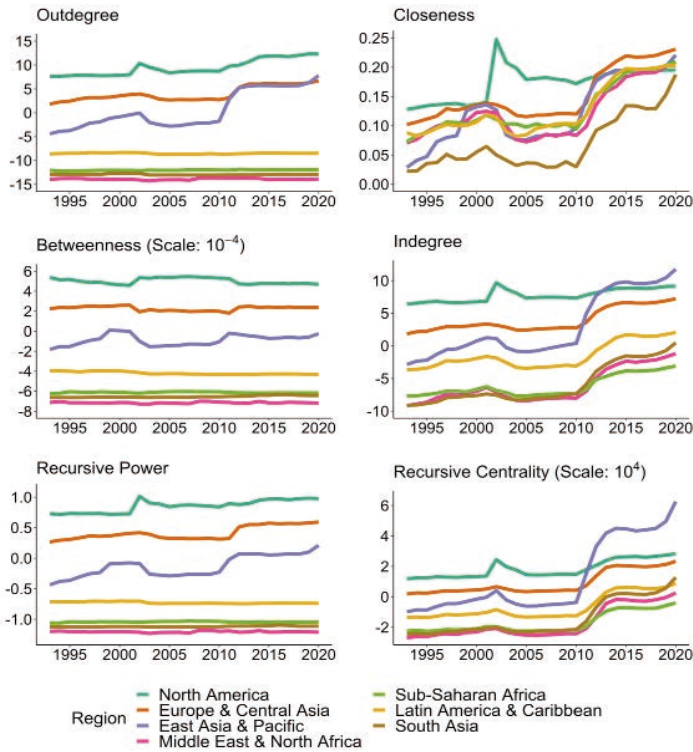 Outdegree
15
10
5
0
-5
-10
-15
1995 2000 2005 2010 2015 2020
Closeness
0.25
0.20
0.15
0.10
0.05
0.00
1995 2000 2005 2010 2015 2020
Betweenness (Scale: 10⁻⁴)
6
4
2
0
-2
-4
-6
-8
1995 2000 2005 2010 2015 2020
Indegree
10
5
0
-5
-10
1995 2000 2005 2010 2015 2020
Recursive Power
1.0
0.5
0.0
-0.5
-1.0
1995 2000 2005 2010 2015 2020
Recursive Centrality (Scale: 10⁴)
6
4
2
0
-2
1995 2000 2005 2010 2015 2020
Region
North America
Europe & Central Asia
East Asia & Pacific
Middle East & North Africa
Sub-Saharan Africa
Latin America & Caribbean
South Asia